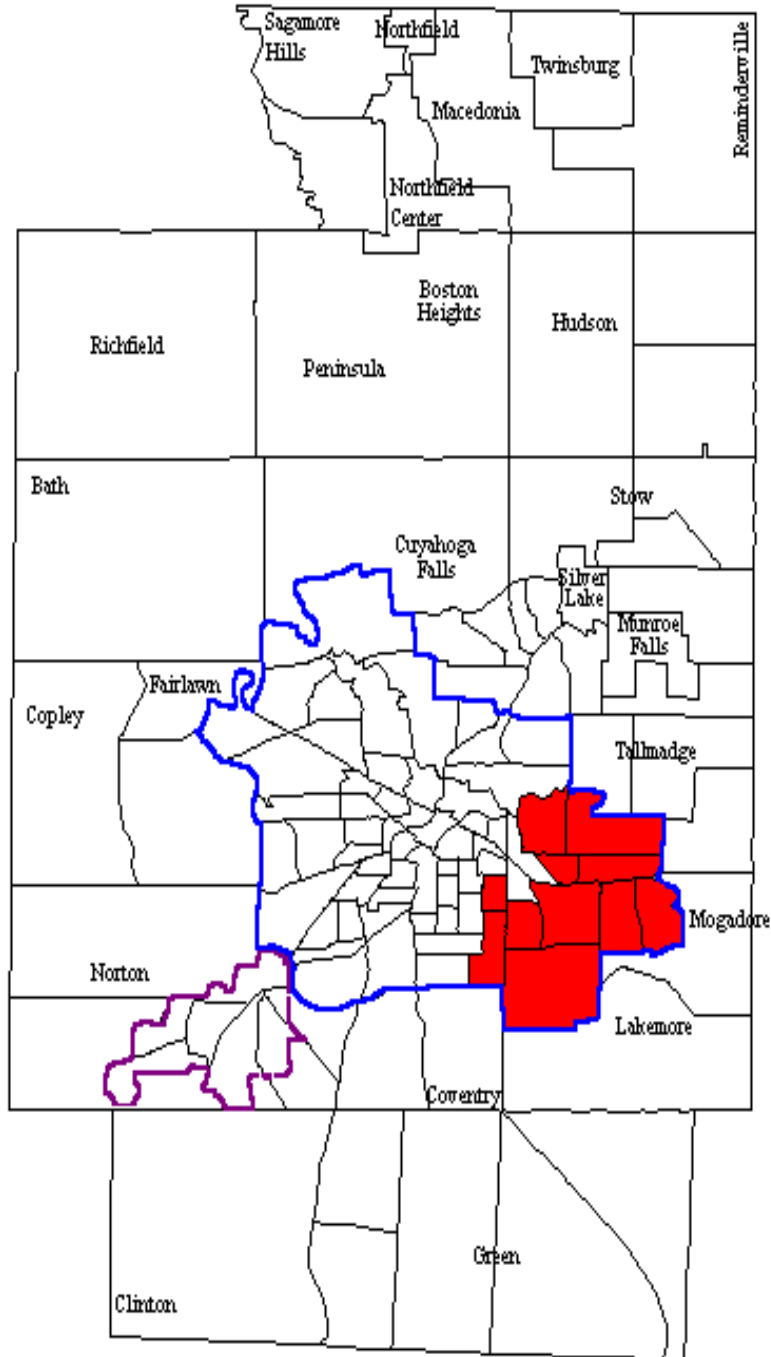 Sagamore
Hills
Northfield
Twinsburg
Reminderville
Macedonia
Northfield
Center
Boston
Heights
Hudson
Richfield
Peninsula
Bath
Stow
Cuyahoga
Falls
Silver
Lake
Munroe
Falls
Fairlawn
Copley
Tallmadge
Mogadore
Norton
Lakemore
Coventry
Green
Clinton